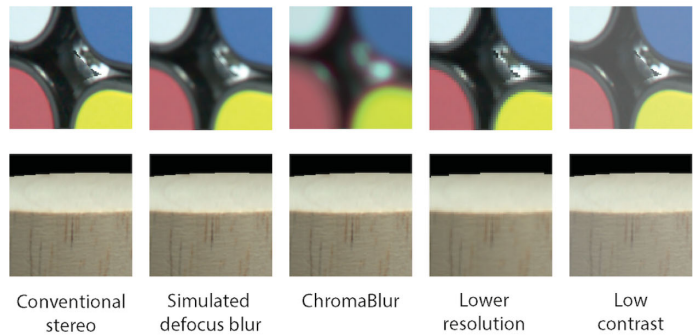 Conventional
stereo
Simulated
defocus blur
ChromaBlur
Lower
resolution
Low
contrast